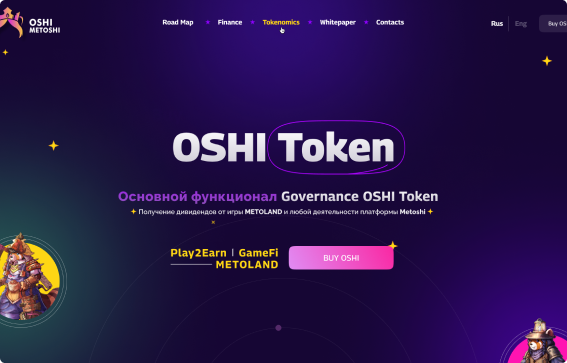 OSHI
METOSHI
Road Map
Finance
Tokenomics
Whitepaper
Contacts
Rus
Eng
Buy OS
OSHI Token
Основной функционал Governance OSHI Token
Получение дивидендов от игры METOLAND и любой деятельности платформы Metoshi
Play2Earn | GameFi
METOLAND
BUY OSHI